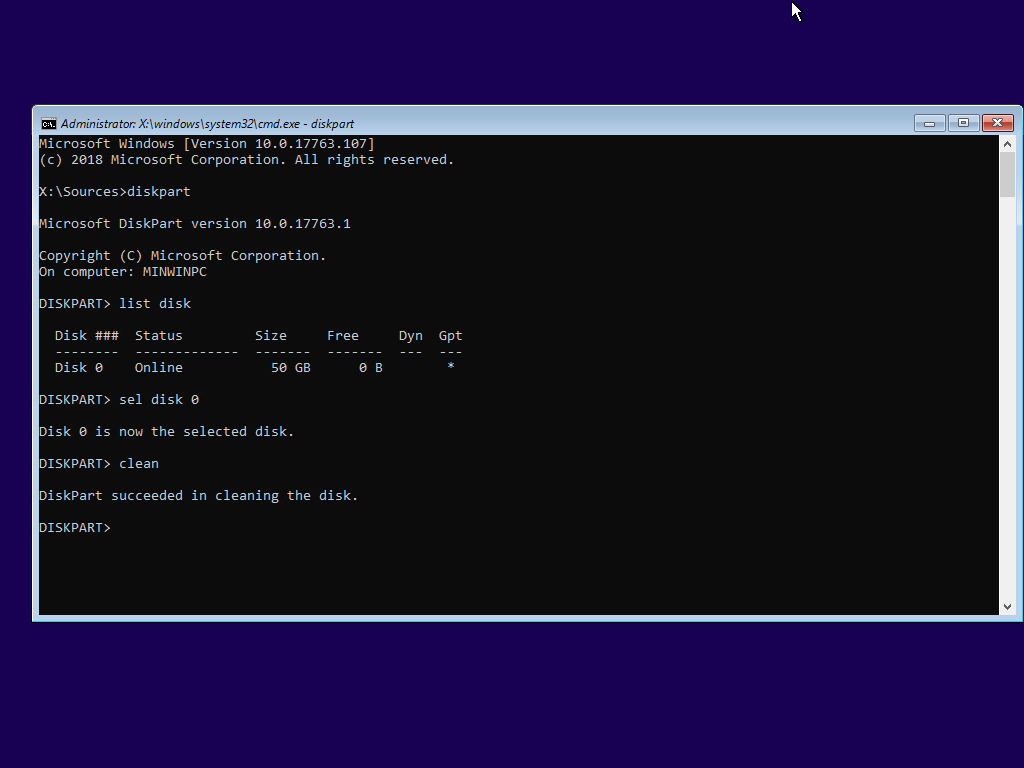 Administrator: X:\windows\system32\cmd.exe - diskpart
Microsoft Windows [Version 10.0.17763.107]
(c) 2018 Microsoft Corporation. All rights reserved.
X:\Sources>diskpart
Microsoft DiskPart version 10.0.17763.1
Copyright (C) Microsoft Corporation.
On computer: MINWINPC
DISKPART> list disk
  Disk ###  Status         Size     Free     Dyn  Gpt
  --------  -------------  -------  -------  ---  ---
  Disk 0    Online           50 GB      0 B        *
DISKPART> sel disk 0
Disk 0 is now the selected disk.
DISKPART> clean
DiskPart succeeded in cleaning the disk.
DISKPART>